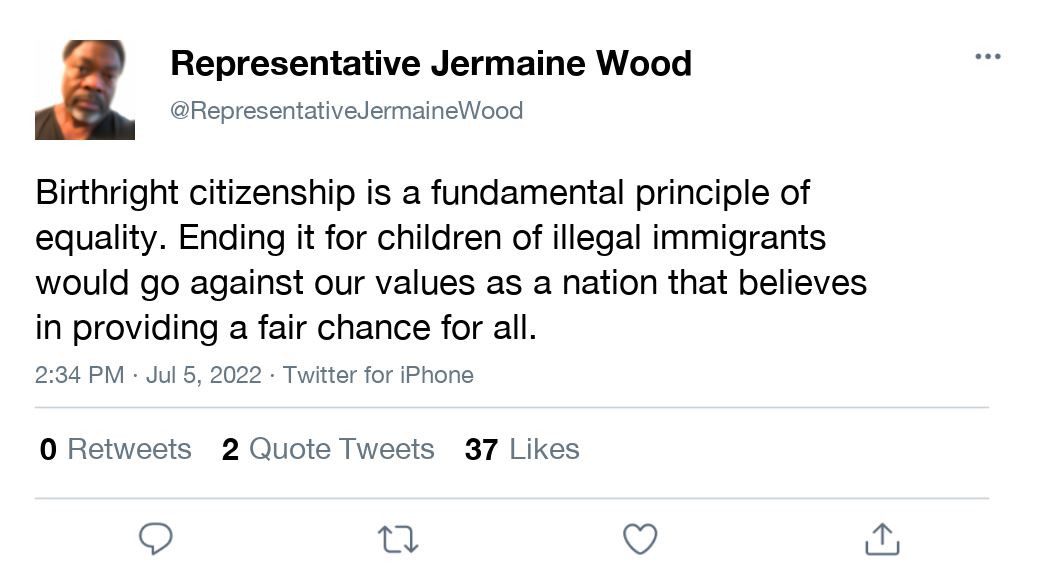 Representative Jermaine Wood
@RepresentativeJermaineWood
Birthright citizenship is a fundamental principle of
equality. Ending it for children of illegal immigrants
would go against our values as a nation that believes
in providing a fair chance for all.
2:34 PM · Jul 5, 2022 · Twitter for iPhone
0 Retweets 2 Quote Tweets 37 Likes